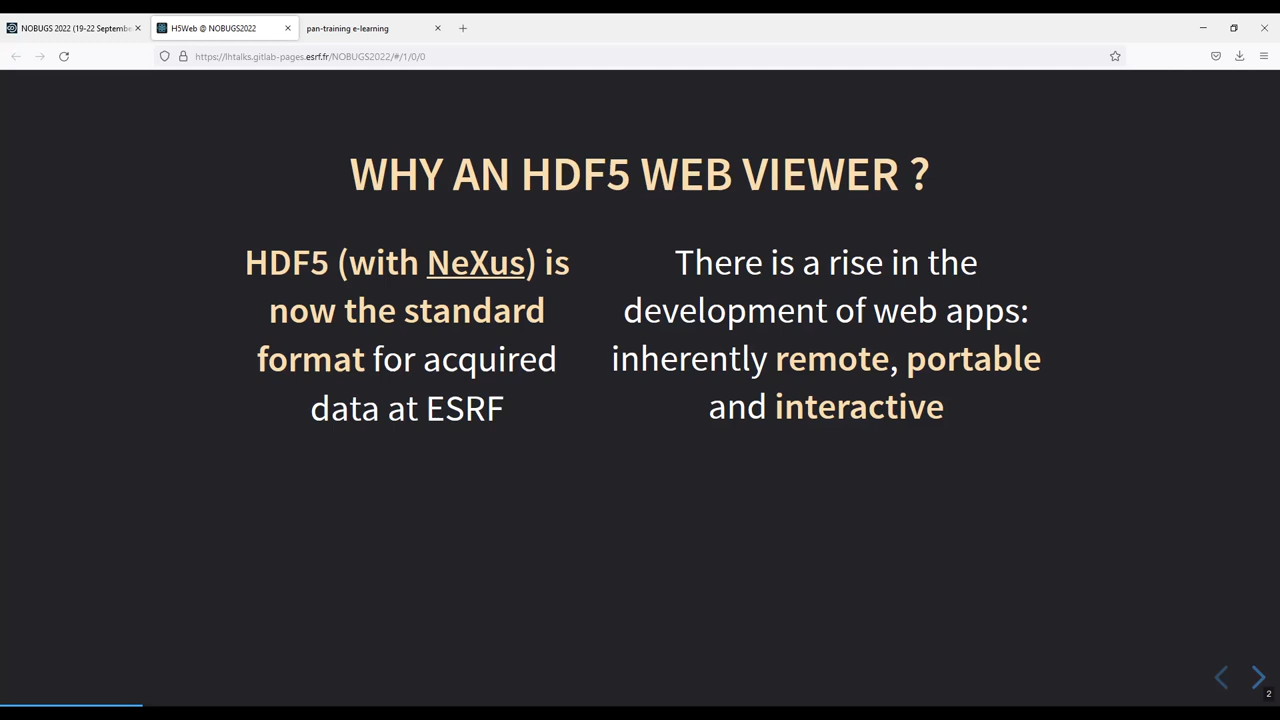 NOBUGS 2022 (19-22 Septembe
H5Web @ NOBUGS2022
pan-training e-learning
https://lhtalks.gitlab-pages.esrf.fr/NOBUGS2022/#/1/0/0
WHY AN HDF5 WEB VIEWER ?
HDF5 (with NeXus) is
now the standard
format for acquired
data at ESRF
There is a rise in the
development of web apps:
inherently remote, portable
and interactive
2